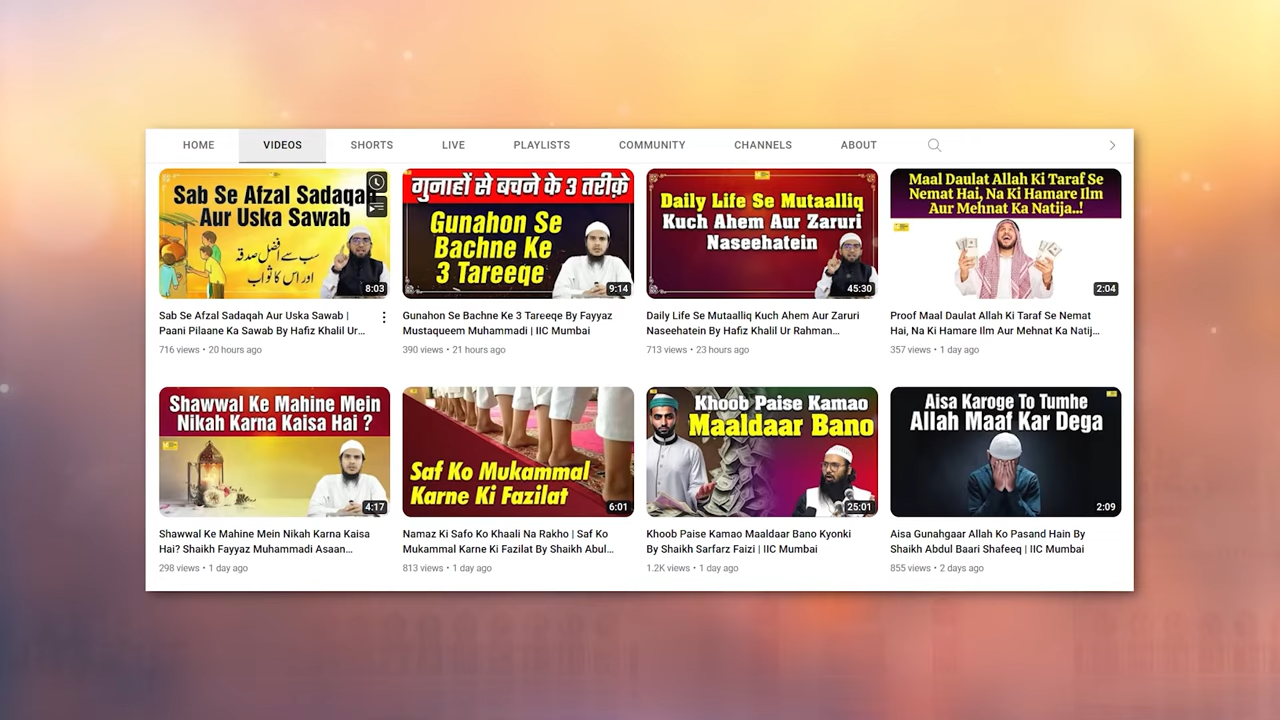 HOME VIDEOS SHORTS LIVE PLAYLISTS COMMUNITY CHANNELS ABOUT
Sab Se Afzal Sadaqah
Aur Uska Sawab
سب سے افضل صدقہ
اور اس کا ثواب
8:03
Sab Se Afzal Sadaqah Aur Uska Sawab |
Paani Pilaane Ka Sawab By Hafiz Khalil Ur...
716 views • 20 hours ago
गुनाहों से बचने के 3 तरीक़े
Gunahon Se
Bachne Ke
3 Tareeqe
9:14
Gunahon Se Bachne Ke 3 Tareeqe By Fayyaz
Mustaqueem Muhammadi | IIC Mumbai
390 views • 21 hours ago
Daily Life Se Mutaalliq
Kuch Ahem Aur Zaruri
Naseehatein
45:30
Daily Life Se Mutaalliq Kuch Ahem Aur Zaruri
Naseehatein By Hafiz Khalil Ur Rahman...
713 views • 23 hours ago
Maal Daulat Allah Ki Taraf Se
Nemat Hai, Na Ki Hamare Ilm
Aur Mehnat Ka Natija..!
2:04
Proof Maal Daulat Allah Ki Taraf Se Nemat
Hai, Na Ki Hamare Ilm Aur Mehnat Ka Natij...
357 views • 1 day ago
Shawwal Ke Mahine Mein
Nikah Karna Kaisa Hai ?
4:17
Shawwal Ke Mahine Mein Nikah Karna Kaisa
Hai? Shaikh Fayyaz Muhammadi Asaan...
298 views • 1 day ago
Saf Ko Mukammal
Karne Ki Fazilat
6:01
Namaz Ki Safo Ko Khaali Na Rakho | Saf Ko
Mukammal Karne Ki Fazilat By Shaikh Abul...
813 views • 1 day ago
Khoob Paise Kamao
Maaldaar Bano
25:01
Khoob Paise Kamao Maaldaar Bano Kyonki
By Shaikh Sarfarz Faizi | IIC Mumbai
1.2K views • 1 day ago
Aisa Karoge To Tumhe
Allah Maaf Kar Dega
2:09
Aisa Gunahgaar Allah Ko Pasand Hain By
Shaikh Abdul Baari Shafeeq | IIC Mumbai
855 views • 2 days ago